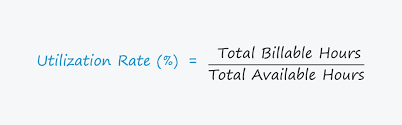 Utilization Rate (%) = Total Billable Hours
Total Available Hours